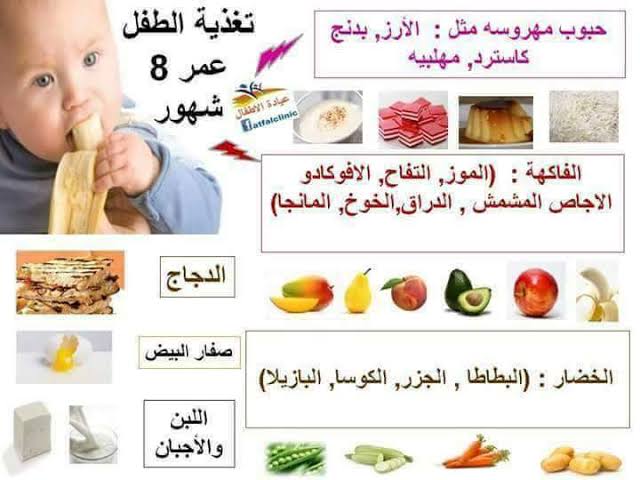 تغذية الطفل
عمر 8
شهور
عيادة الاطفال
fatfalclinic
حبوب مهروسه مثل : الأرز, بدنج
كاسترد, مهلبيه
الفاكهة : (الموز, التفاح, الافوكادو
الاجاص المشمش , الدراق,الخوخ, المانجا)
الدجاج
صفار البيض
الخضار : (البطاطا , الجزر, الكوسا, البازيلا)
اللبن
والأجبان